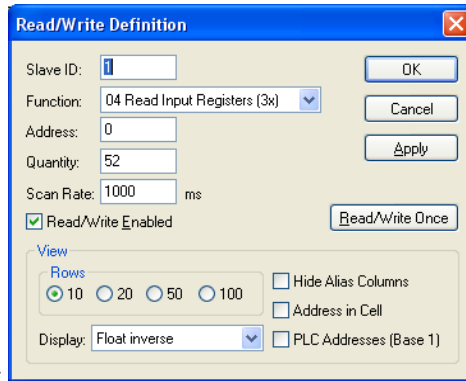 Read/Write Definition
Slave ID: 1
OK
Function: 04 Read Input Registers (3x)
Cancel
Address: 0
Apply
Quantity: 52
Scan Rate: 1000 ms
Read/Write Enabled
Read/Write Once
View
Rows
10 20 50 100
Hide Alias Columns
Address in Cell
Display: Float inverse
PLC Addresses (Base 1)